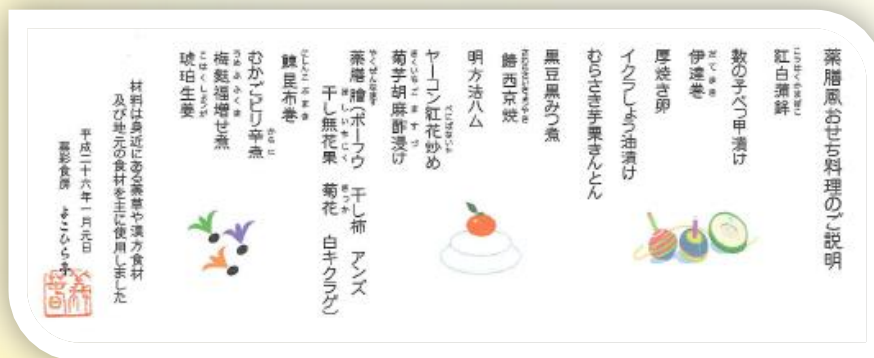 薬膳風おせち料理のご説明
紅白蒲鉾
数の子べっ甲漬け
伊達巻
厚焼き卵
イクラしょう油漬け
むらさき芋栗きんとん
黒豆黒みつ煮
西京焼
明方法ハム
ヤーコン紅花炒め
菊芋胡麻酢浸け
薬膳膾(ボーフウ 干し柿 アンズ
干し無花果 菊花 白キクラゲ)
鰊昆布巻
むかごピリ辛煮
梅麩福増せ煮
琥珀生姜
材料は身近にある薬草や漢方食材
及び地元の食材を主に使用しました
平成二十六年一月元日
薬彩食房 よこひら亭